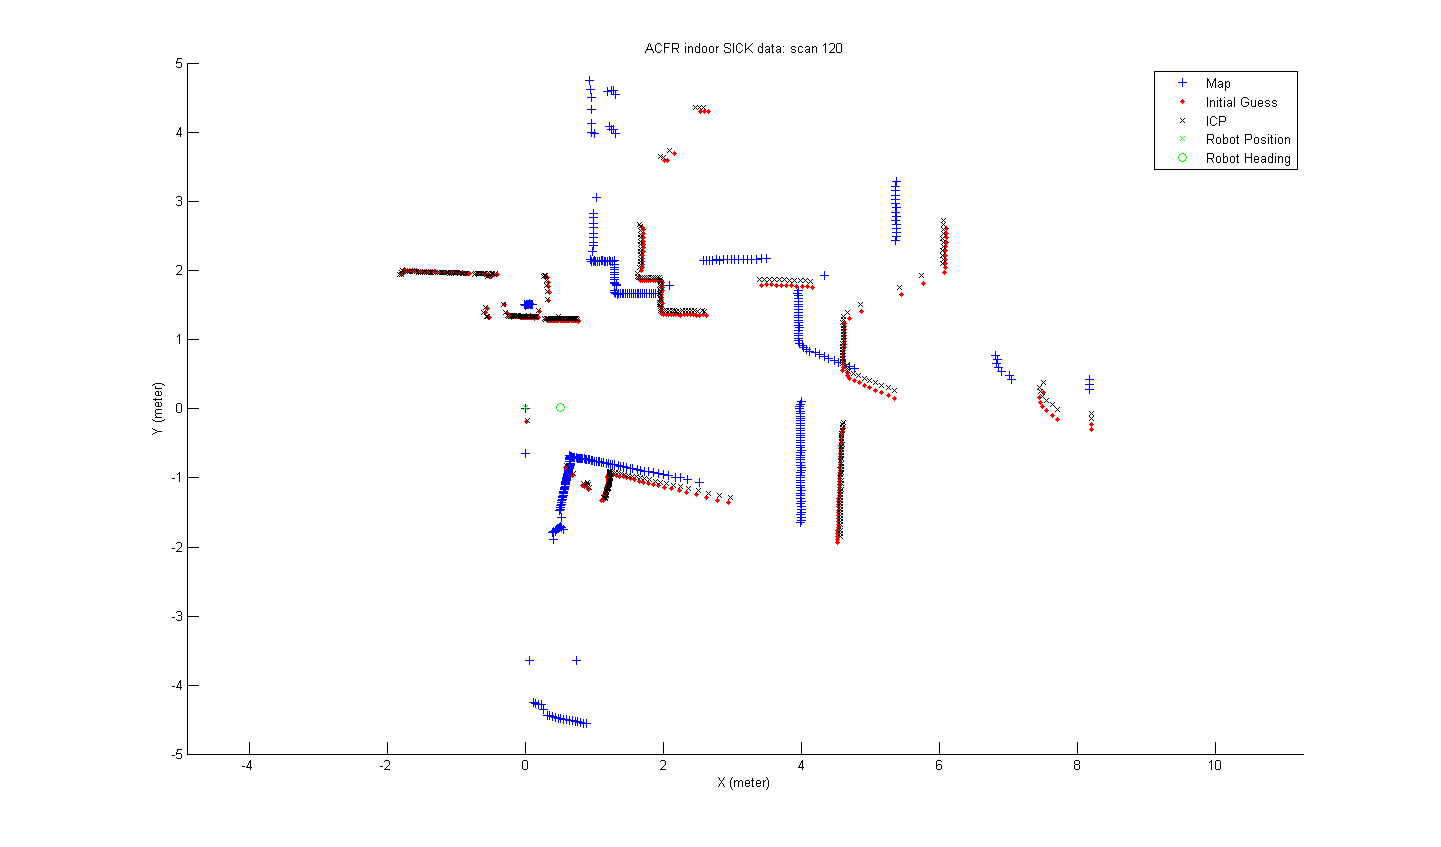 ACFR indoor SICK data: scan 120
Map
Initial Guess
ICP
Robot Position
Robot Heading
5
4
3
2
1
0
-1
-2
-3
-4
-5
Y (meter)
-4
-2
0
2
4
6
8
10
X (meter)